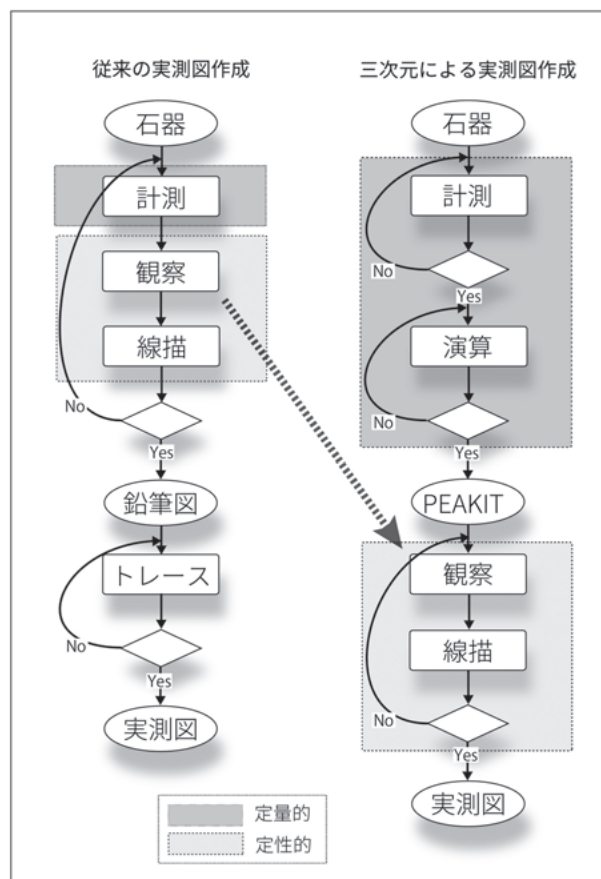 従来の実測図作成
石器
計測
観察
線描
No
Yes
鉛筆図
トレース
No
Yes
実測図
三次元による実測図作成
石器
計測
No
Yes
演算
No
Yes
PEAKIT
観察
線描
No
Yes
実測図
定量的
定性的